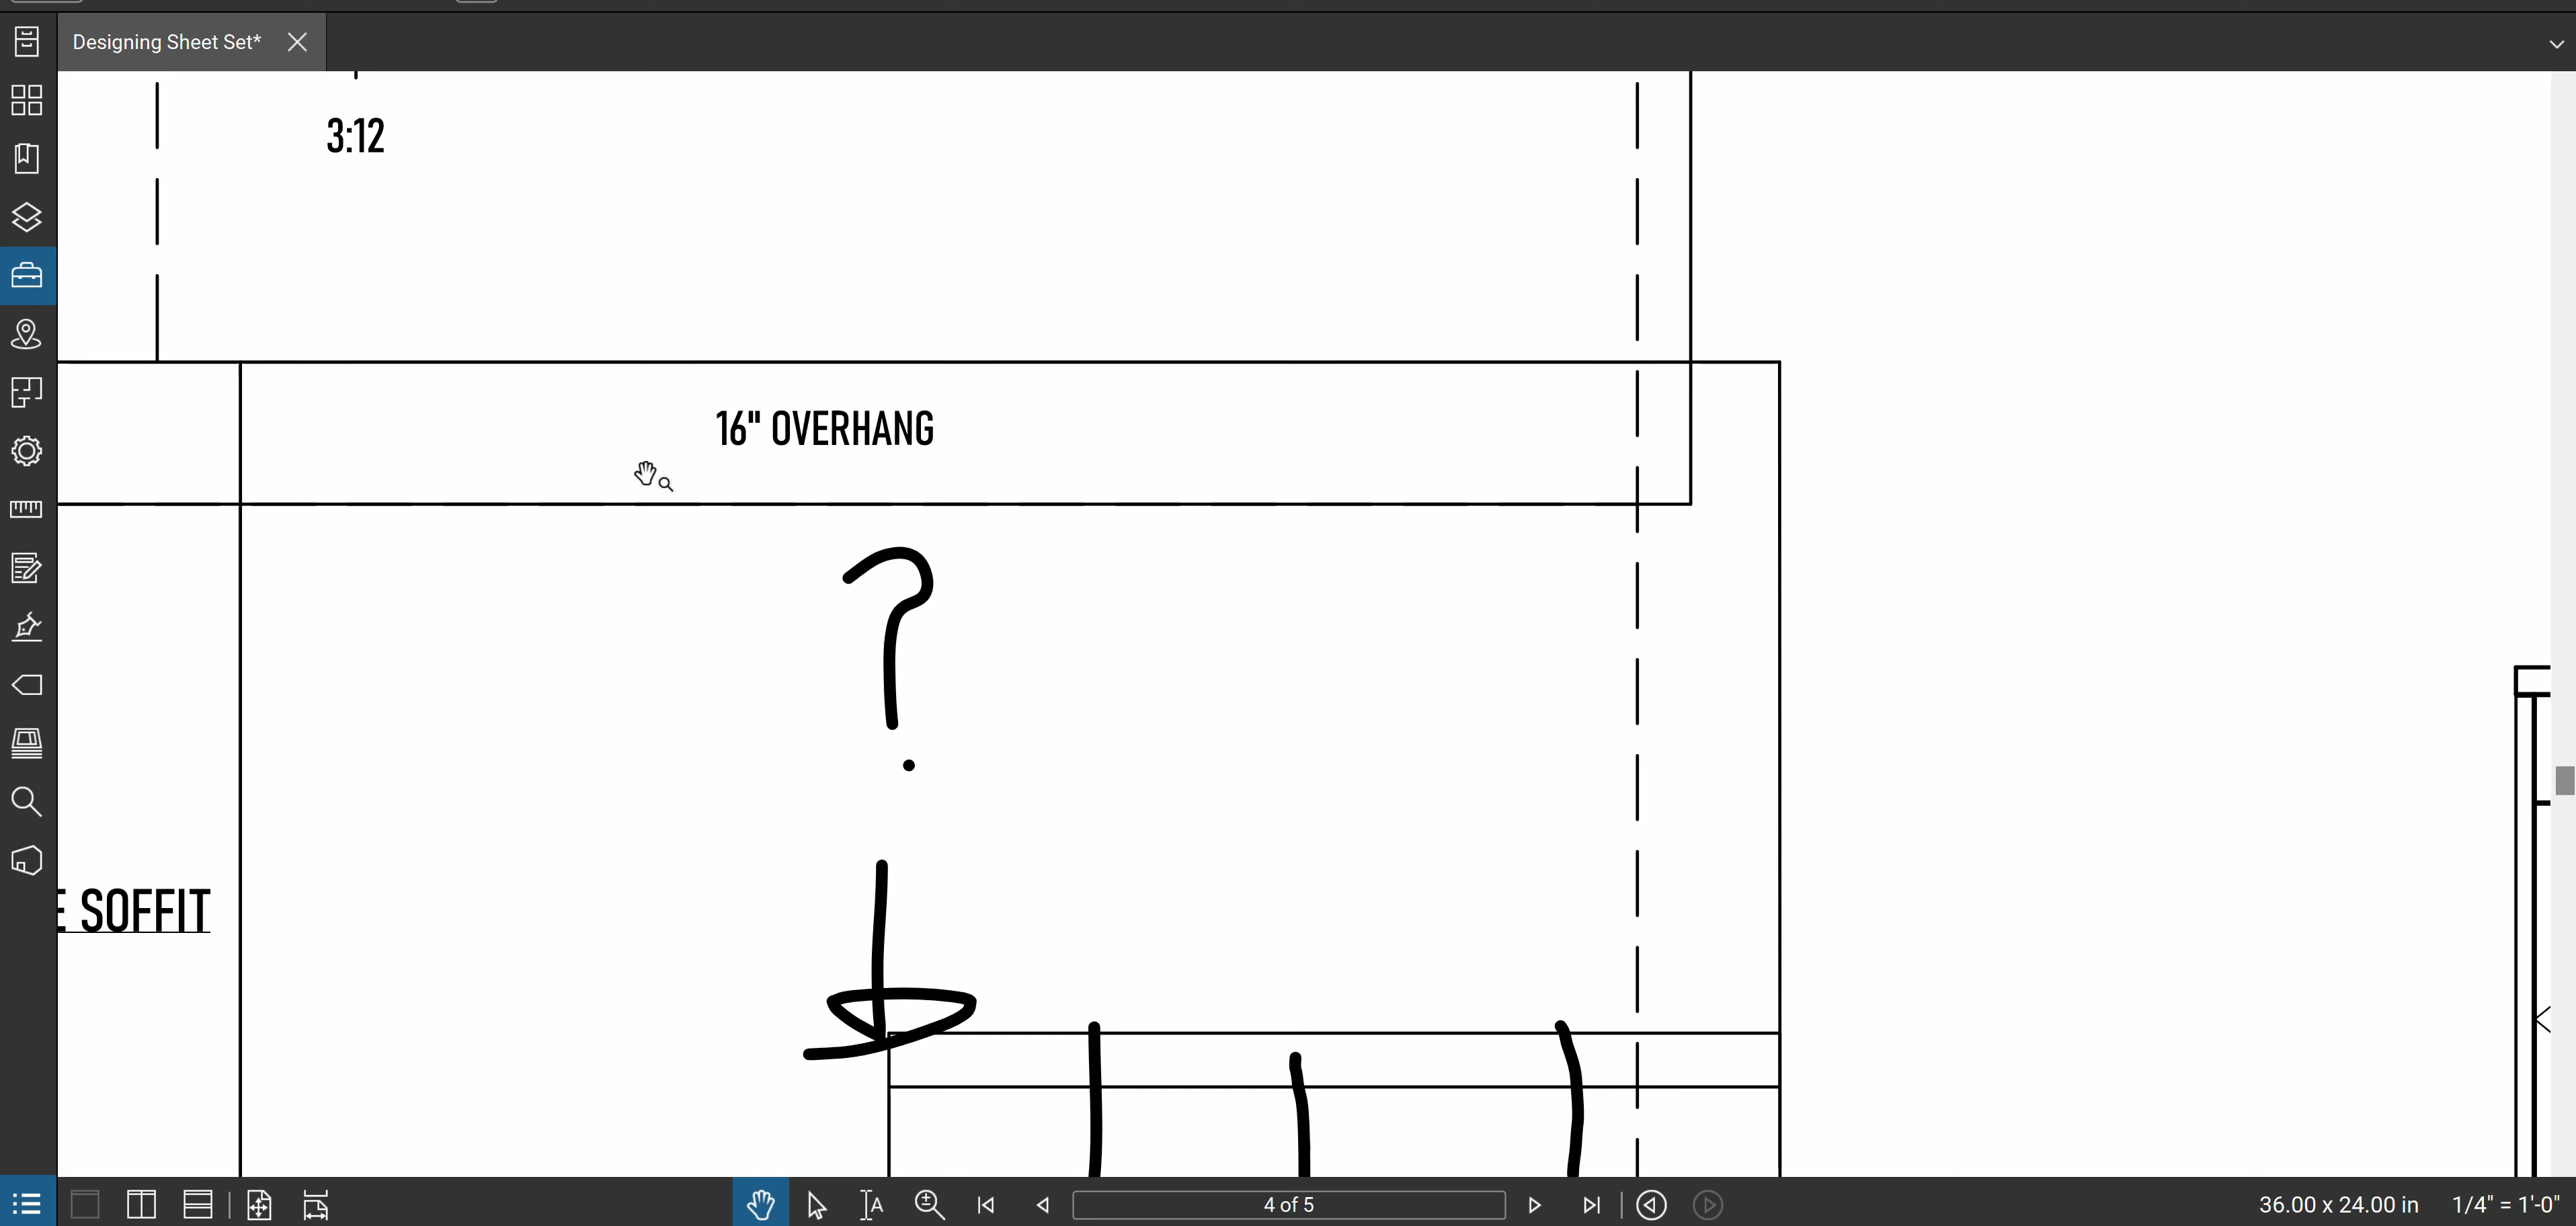 Designing Sheet Set*
3:12
16" OVERHANG
?
E SOFFIT
4 of 5
36.00 x 24.00 in
1/4" = 1'-0"